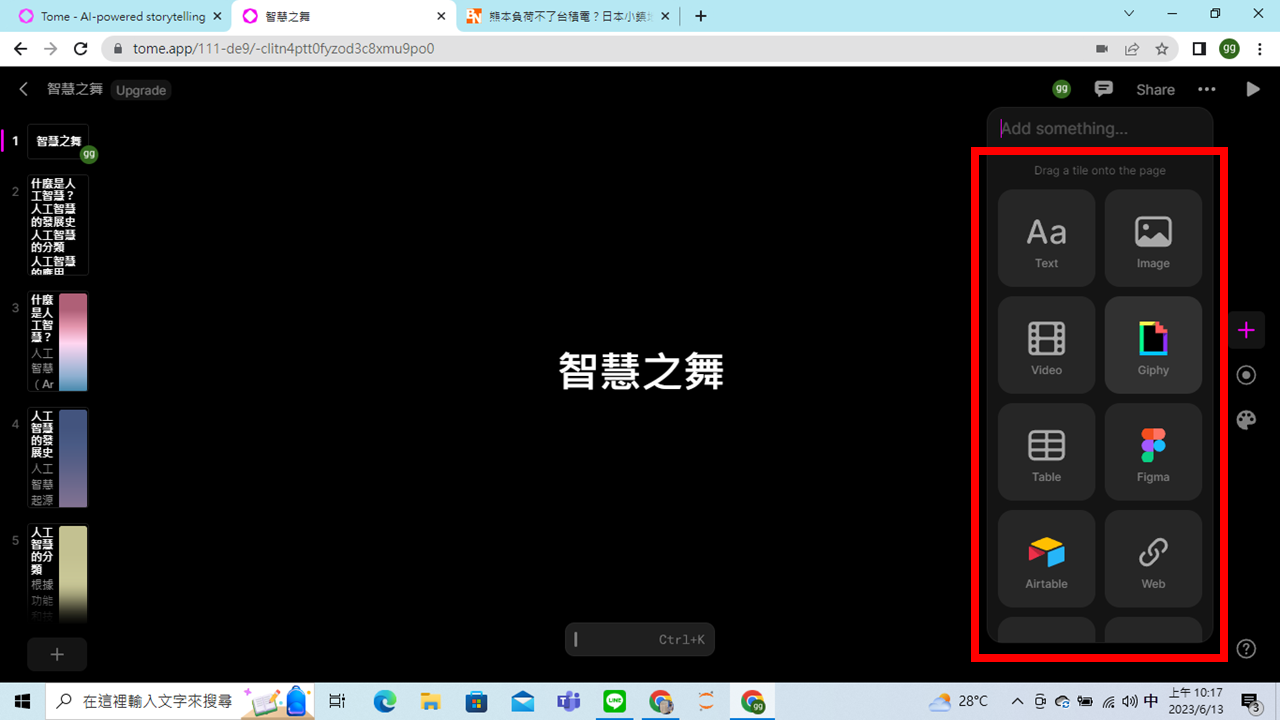 Tome - AI-powered storytelling
智慧之舞
熊本負荷不了台積電？日本小鎮
tome.app/111-de9/-clitn4ptt0fyzod3c8xmu9po0
gg
智慧之舞
Upgrade
gg
Share
1
智慧之舞
gg
2
什麼是人
工智慧？
人工智慧
的發展史
人工智慧
的分類
人工智慧
的應用
3
什麼
是人
工智
慧？
人工
智慧
（Ar
4
人工
智慧
的發
展史
人工
智慧
起源
5
人工
智慧
的分
類
根據
功能
智慧之舞
Ctrl+K
Add something...
Drag a tile onto the page
Aa
Text
Image
Video
Giphy
Table
Figma
Airtable
Web
在這裡輸入文字來搜尋
LINE
gg
28°C
中
上午 10:17
2023/6/13
3